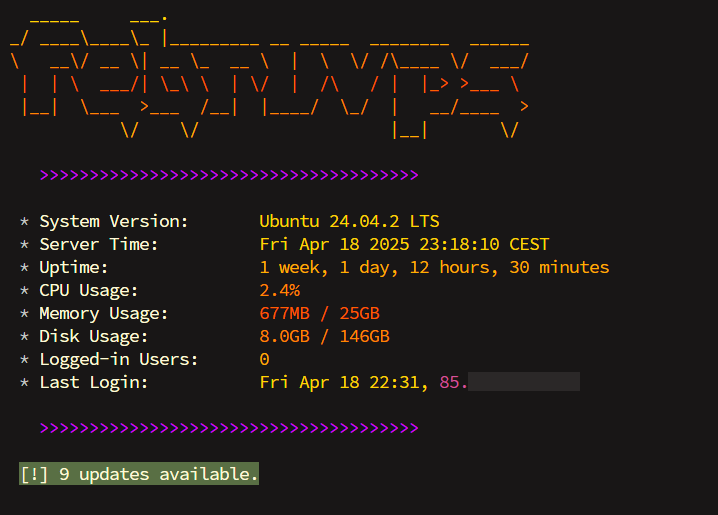 >>>>>>>>>>>>>>>>>>>>>>>>>>>>>>>>>>>>>>
* System Version: Ubuntu 24.04.2 LTS
* Server Time: Fri Apr 18 2025 23:18:10 CEST
* Uptime: 1 week, 1 day, 12 hours, 30 minutes
* CPU Usage: 2.4%
* Memory Usage: 677MB / 25GB
* Disk Usage: 8.0GB / 146GB
* Logged-in Users: 0
* Last Login: Fri Apr 18 22:31, 85.
>>>>>>>>>>>>>>>>>>>>>>>>>>>>>>>>>>>>>>
[!] 9 updates available.